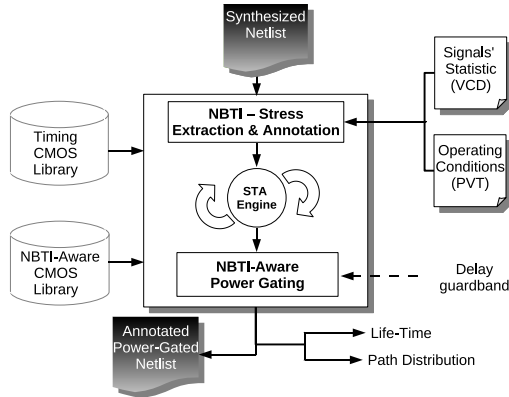 Synthesized
Netlist
Signals'
Statistic
(VCD)
NBTI – Stress
Extraction & Annotation
Timing
CMOS
Library
Operating
Conditions
(PVT)
STA
Engine
NBTI-Aware
CMOS
Library
NBTI-Aware
Power Gating
Delay
guardband
Annotated
Power-Gated
Netlist
Life-Time
Path Distribution